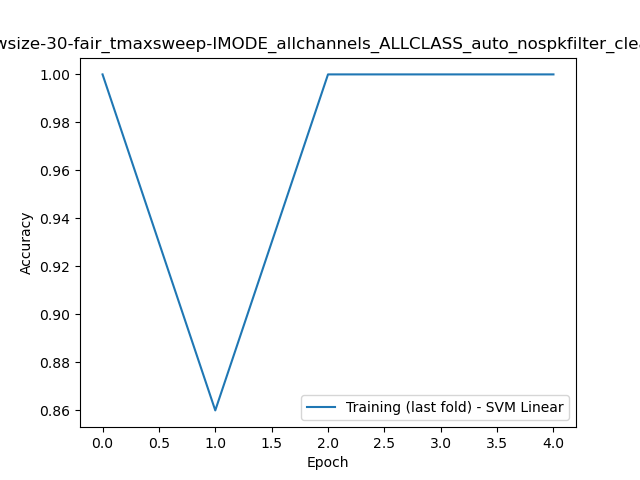 wsize-30-fair_tmaxsweep-IMODE_allchannels_ALLCLASS_auto_nospkfilter_clea
1.00
0.98
0.96
0.94
0.92
0.90
0.88
0.86
Accuracy
Training (last fold) - SVM Linear
0.0 0.5 1.0 1.5 2.0 2.5 3.0 3.5 4.0
Epoch